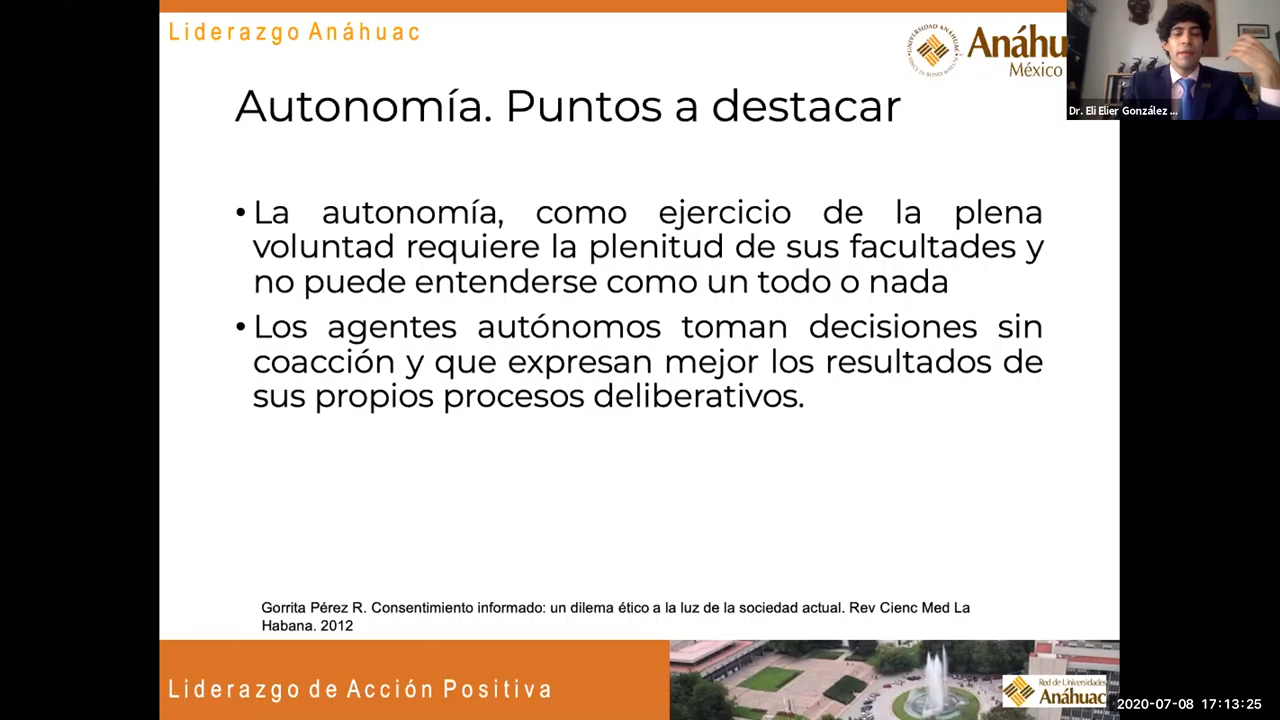 Liderazgo Anáhuac
Anáhu
México
Dr. Eli Elier González ...
Autonomía. Puntos a destacar
• La autonomía, como ejercicio de la plena
voluntad requiere la plenitud de sus facultades y
no puede entenderse como un todo o nada
• Los agentes autónomos toman decisiones sin
coacción y que expresan mejor los resultados de
sus propios procesos deliberativos.
Gorrita Pérez R. Consentimiento informado: un dilema ético a la luz de la sociedad actual. Rev Cienc Med La
Habana. 2012
Liderazgo de Acción Positiva
Red de Universidades
Anáhuac
2020-07-08 17:13:25